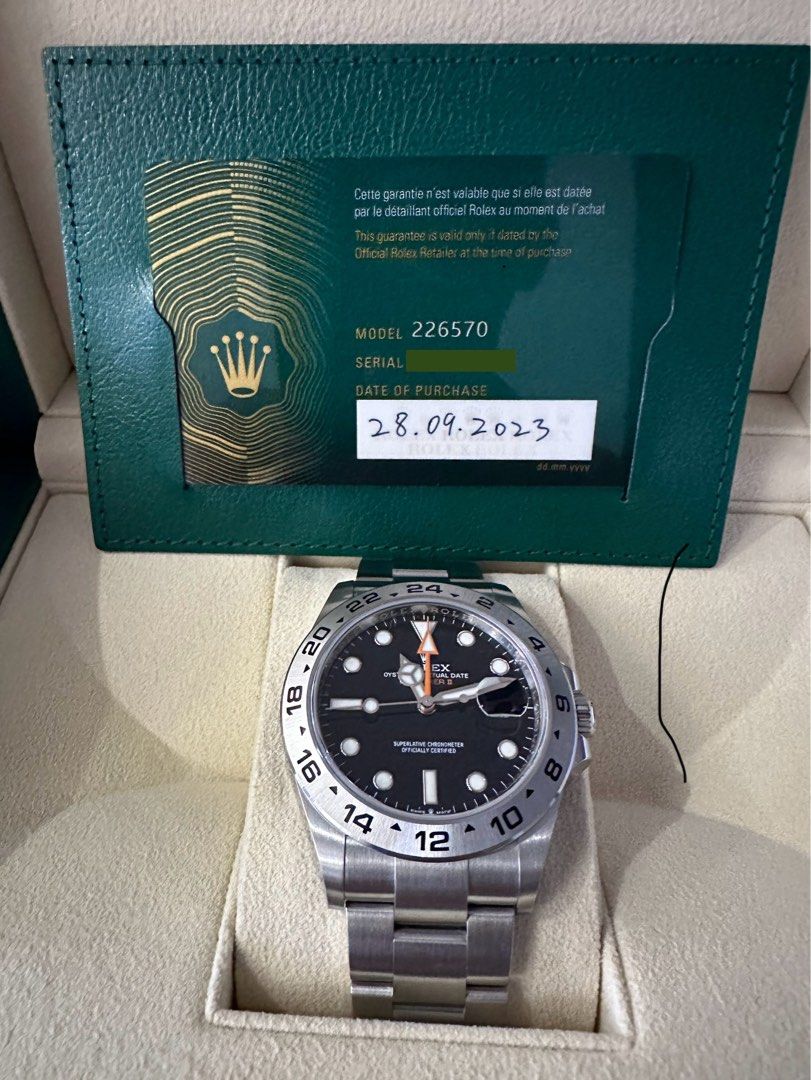 Cette garantie n'est valable que si elle est datée
par le détaillant officiel Rolex au moment de l'achat
This guarantee is valid only if dated by the
Official Rolex Retailer at the time of purchase
MODEL 226570
SERIAL
DATE OF PURCHASE
28.09.2023
dd.mm.yyyy
24
2
4
6
8
10
12
14
16
18
20
22
SUPERLATIVE CHRONOMETER
OFFICIALLY CERTIFIED